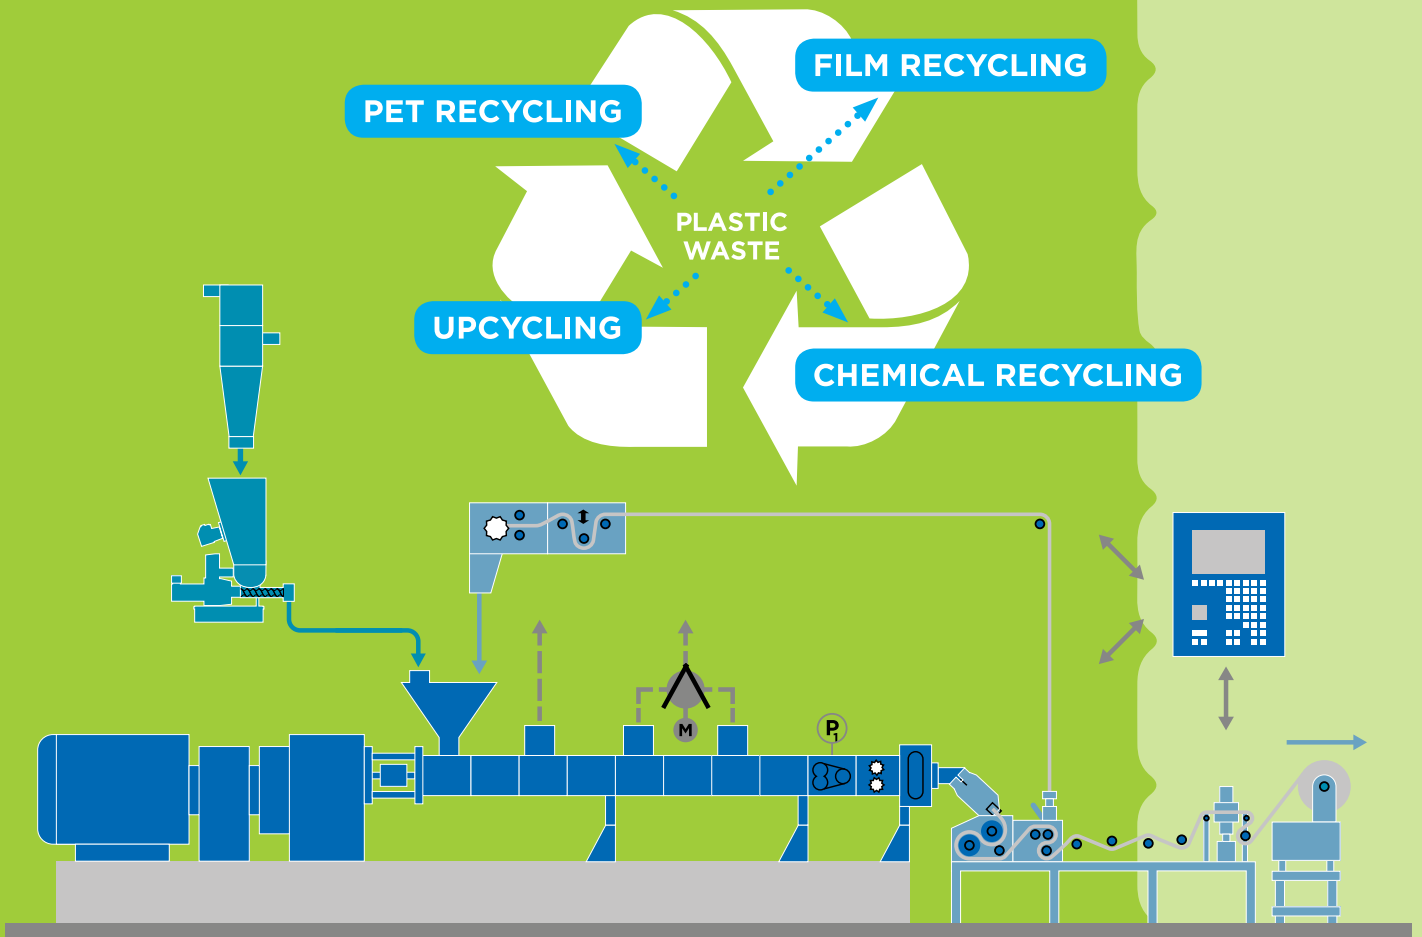 FILM RECYCLING
PET RECYCLING
PLASTIC
WASTE
UPCYCLING
CHEMICAL RECYCLING
P1
M